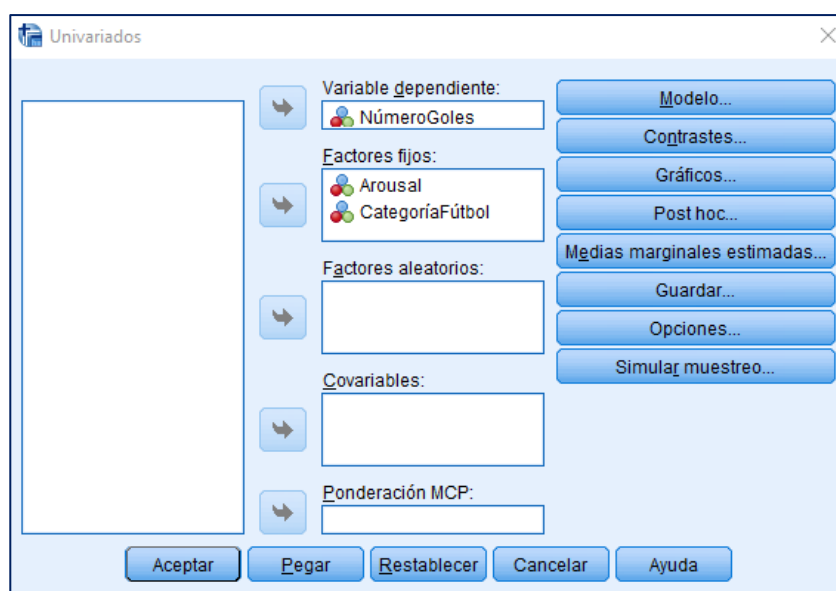 Univariados
Variable dependiente:
NúmeroGoles
Factores fijos:
Arousal
CategoríaFútbol
Factores aleatorios:
Covariables:
Ponderación MCP:
Modelo...
Contrastes...
Gráficos...
Post hoc...
Medias marginales estimadas...
Guardar...
Opciones...
Simular muestreo...
Aceptar
Pegar
Restablecer
Cancelar
Ayuda